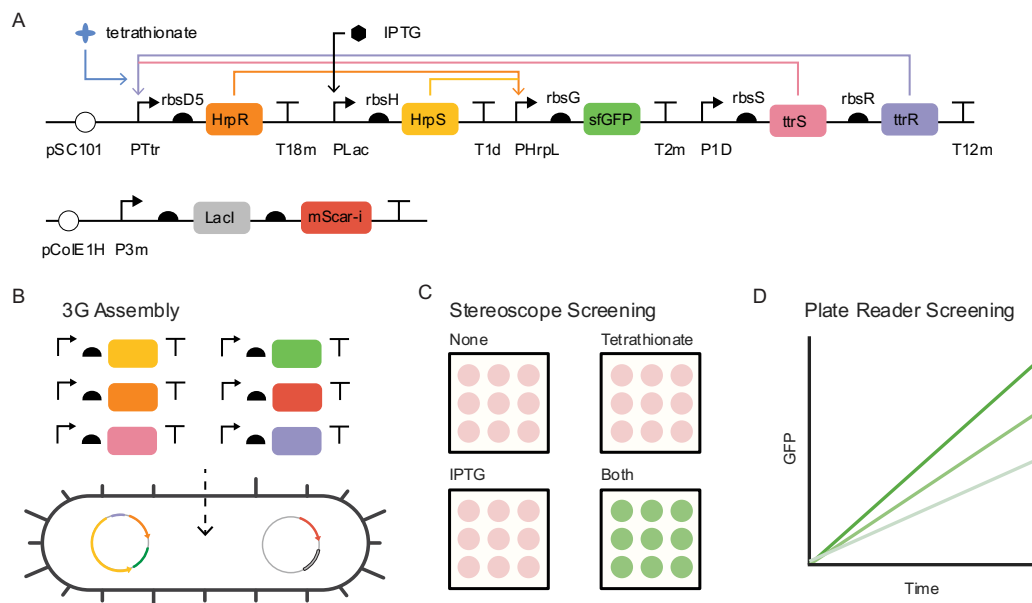 A
tetrathionate
IPTG
rbsD5
HrpR
rbsH
HrpS
rbsG
sfGFP
rbsS
ttrS
rbsR
ttrR
pSC101
PTtr
T18m
PLac
T1d
PHrpL
T2m
P1D
T12m
LacI
mScar-i
pColE1H
P3m
B
3G Assembly
C
Stereoscope Screening
None
Tetrathionate
IPTG
Both
D
Plate Reader Screening
GFP
Time